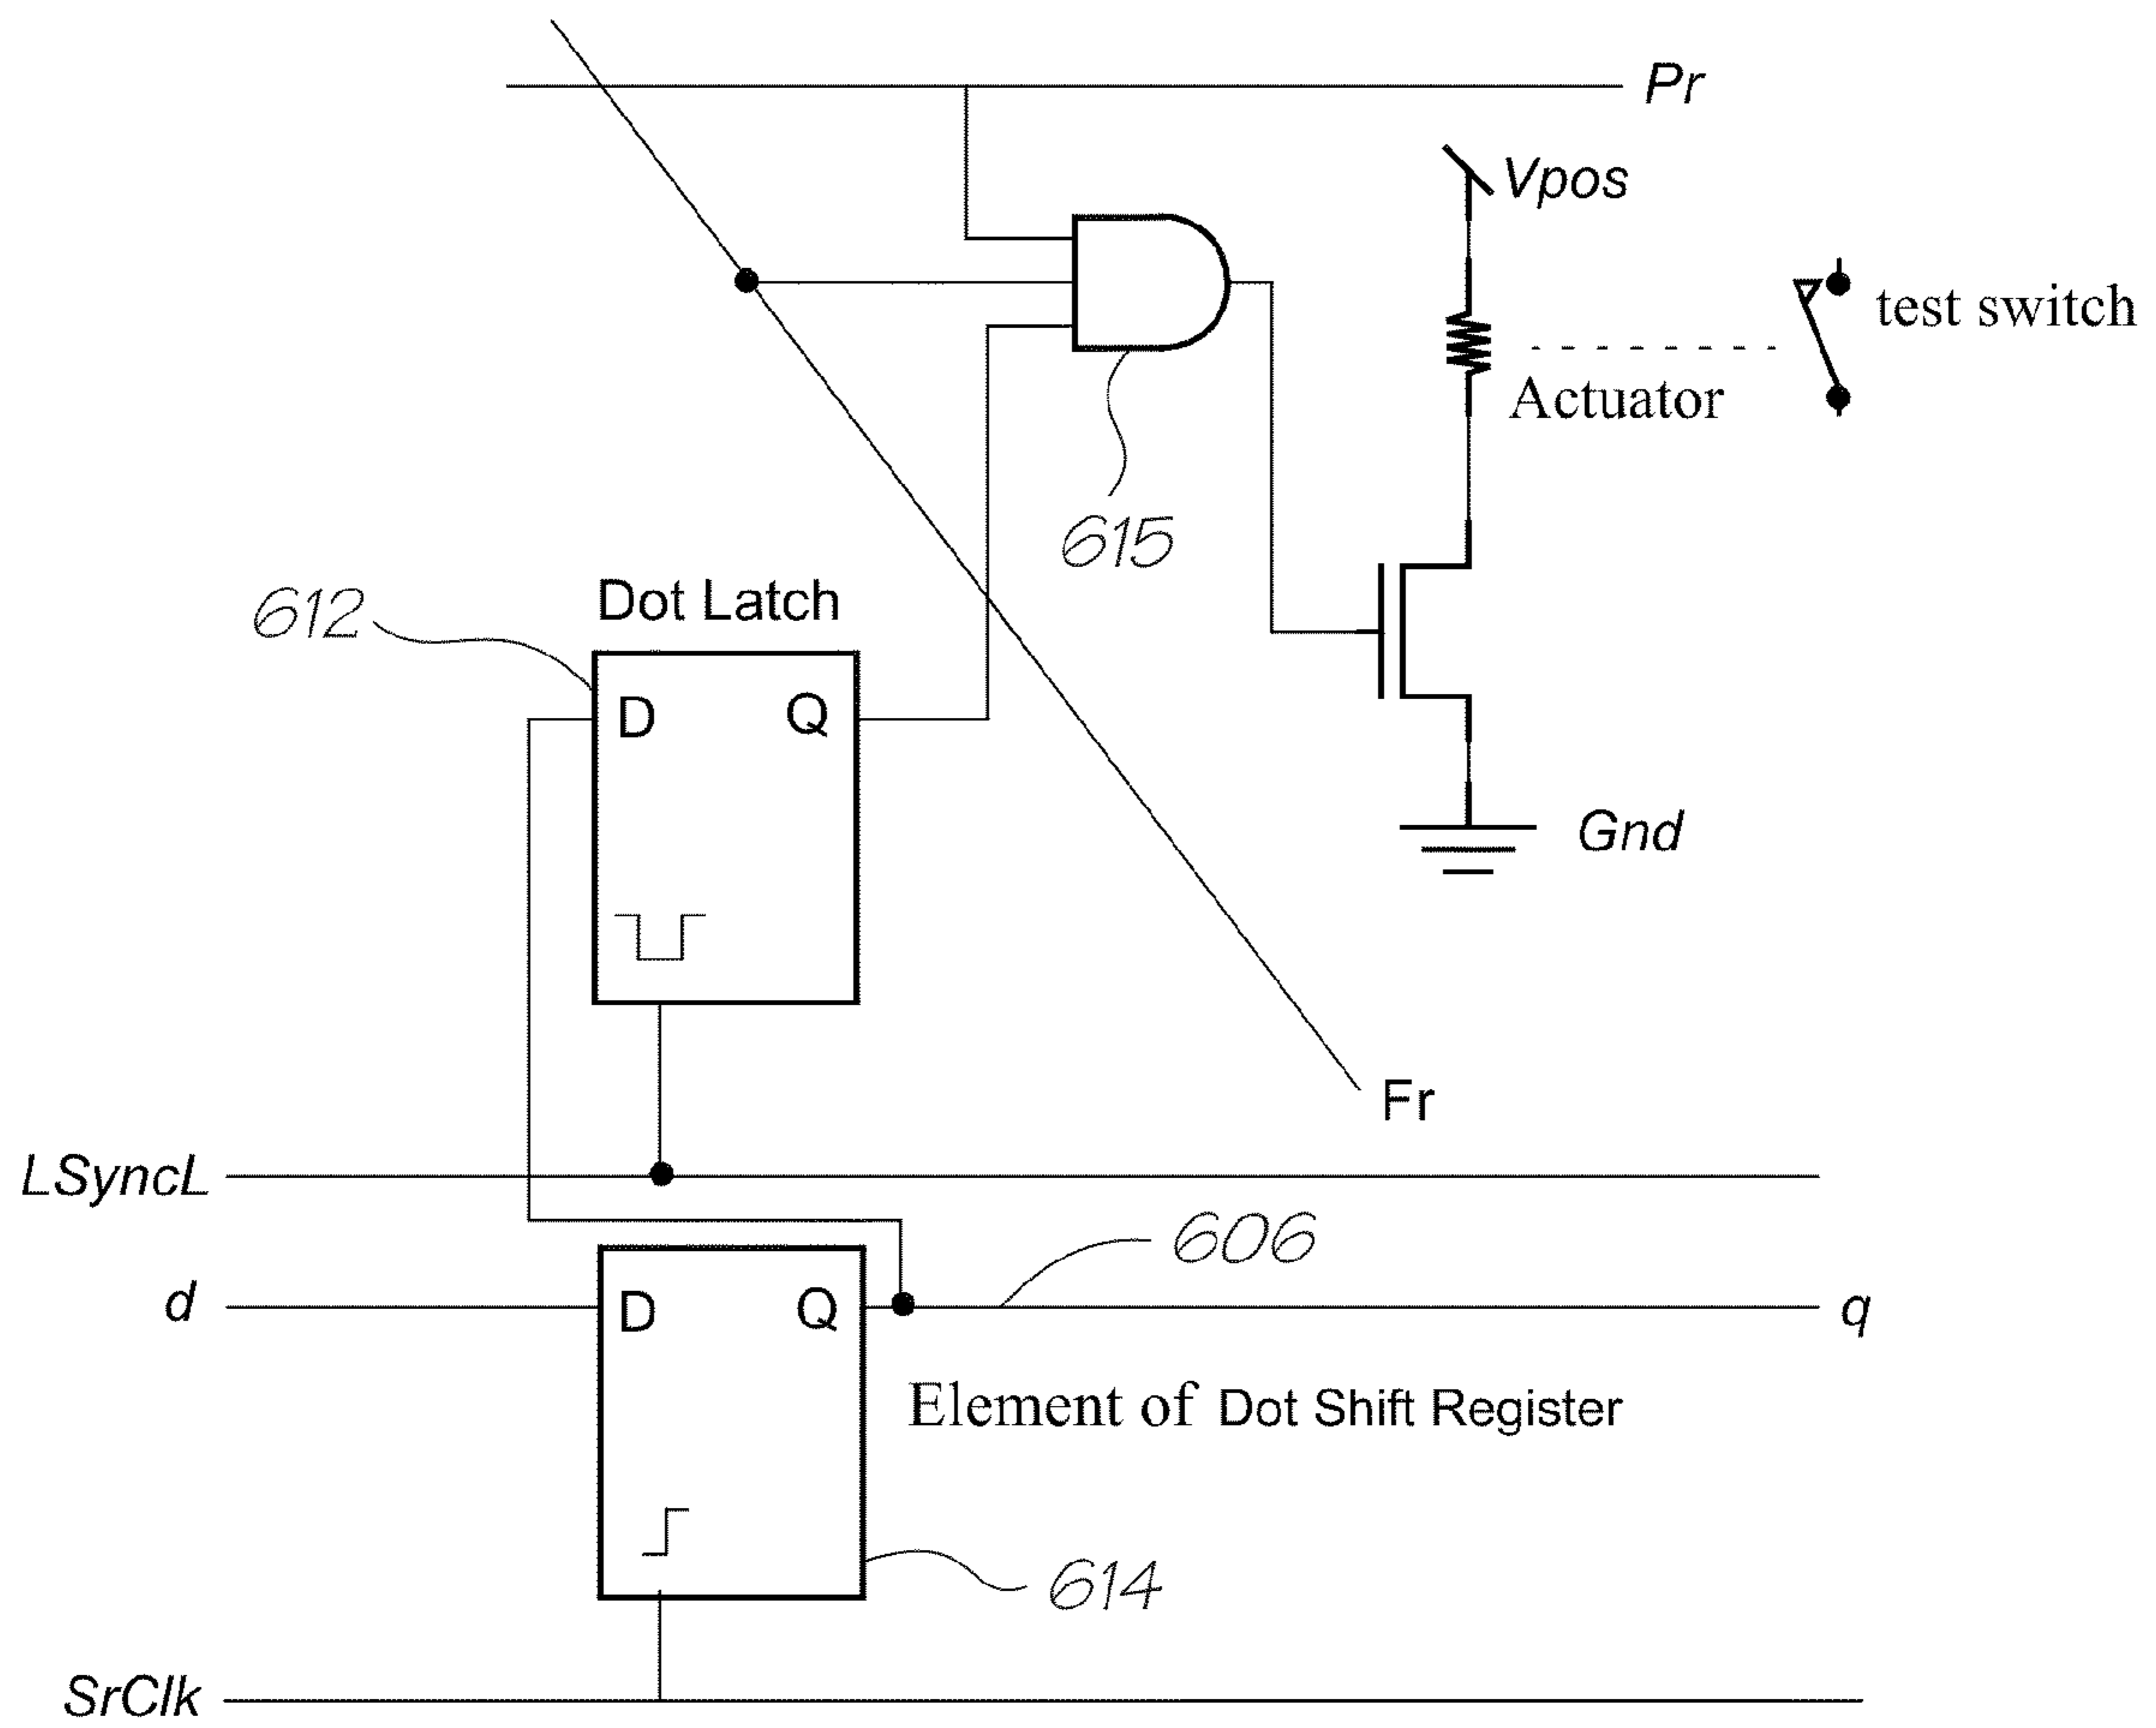 Pr
Vpos
test switch
Actuator
615
612
Dot Latch
D Q
Gnd
Fr
LSyncL
606
d
D Q
q
Element of Dot Shift Register
614
SrClk